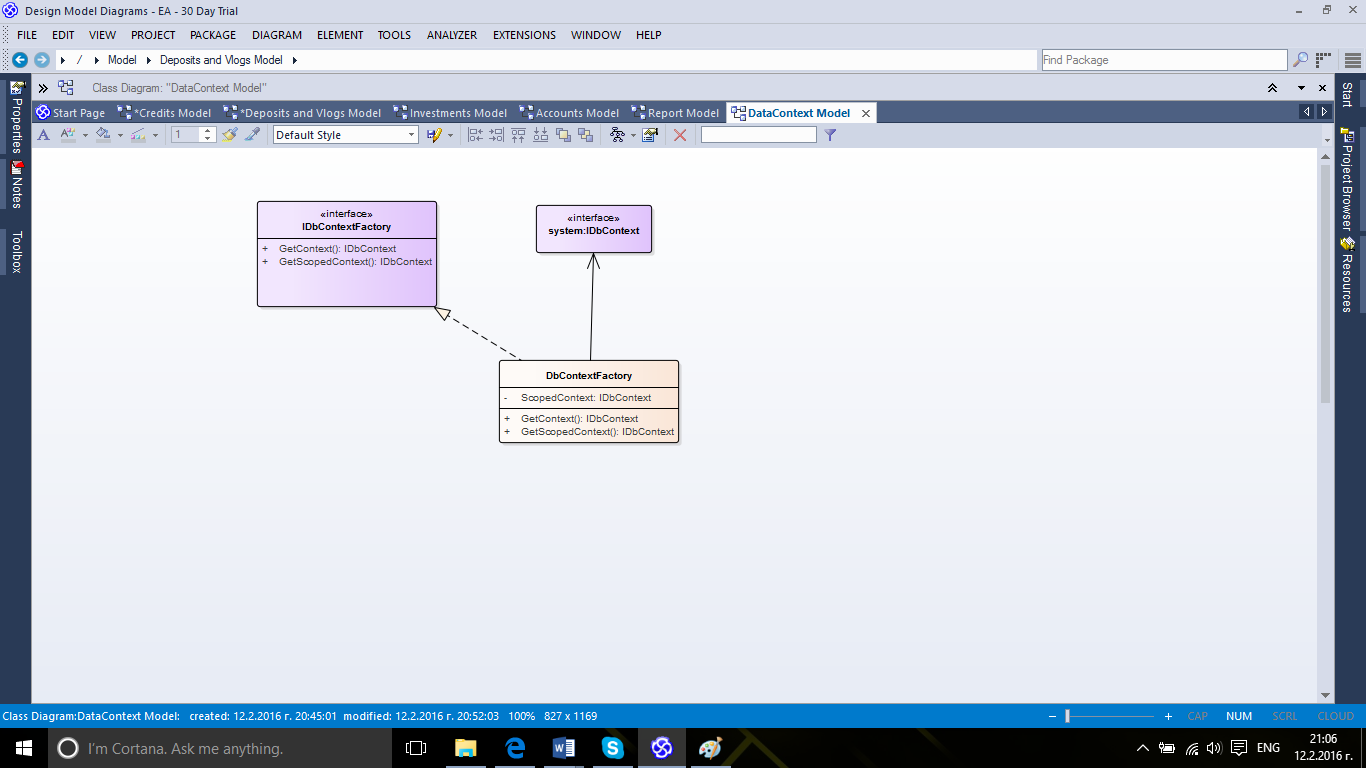 Design Model Diagrams - EA - 30 Day Trial
FILE EDIT VIEW PROJECT PACKAGE DIAGRAM ELEMENT TOOLS ANALYZER EXTENSIONS WINDOW HELP
/ Model Deposits and Vlogs Model
Find Package
Class Diagram: "DataContext Model"
Start Page *Credits Model *Deposits and Vlogs Model Investments Model Accounts Model Report Model DataContext Model
1 Default Style
Properties
Notes
Toolbox
«interface»
IDbContextFactory
+ GetContext(): IDbContext
+ GetScopedContext(): IDbContext
«interface»
system:IDbContext
DbContextFactory
- ScopedContext: IDbContext
+ GetContext(): IDbContext
+ GetScopedContext(): IDbContext
Start
Project Browser
Resources
Class Diagram:DataContext Model: created: 12.2.2016 г. 20:45:01 modified: 12.2.2016 г. 20:52:03 100% 827 x 1169
CAP NUM SCRL CLOUD
I'm Cortana. Ask me anything.
ENG
21:06
12.2.2016 г.